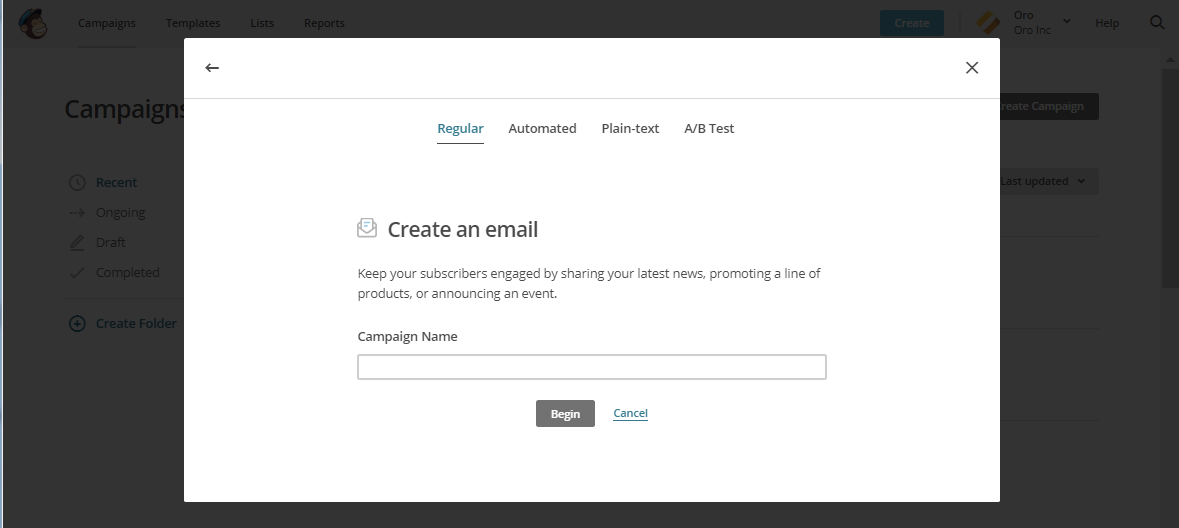 Campaigns Templates Lists Reports Create Oro Help
Oro Inc
Campaigns
reate Campaign
Regular Automated Plain-text A/B Test
Recent
Last updated
Ongoing
Create an email
Draft
Completed
Keep your subscribers engaged by sharing your latest news, promoting a line of
products, or announcing an event.
Create Folder
Campaign Name
Begin Cancel